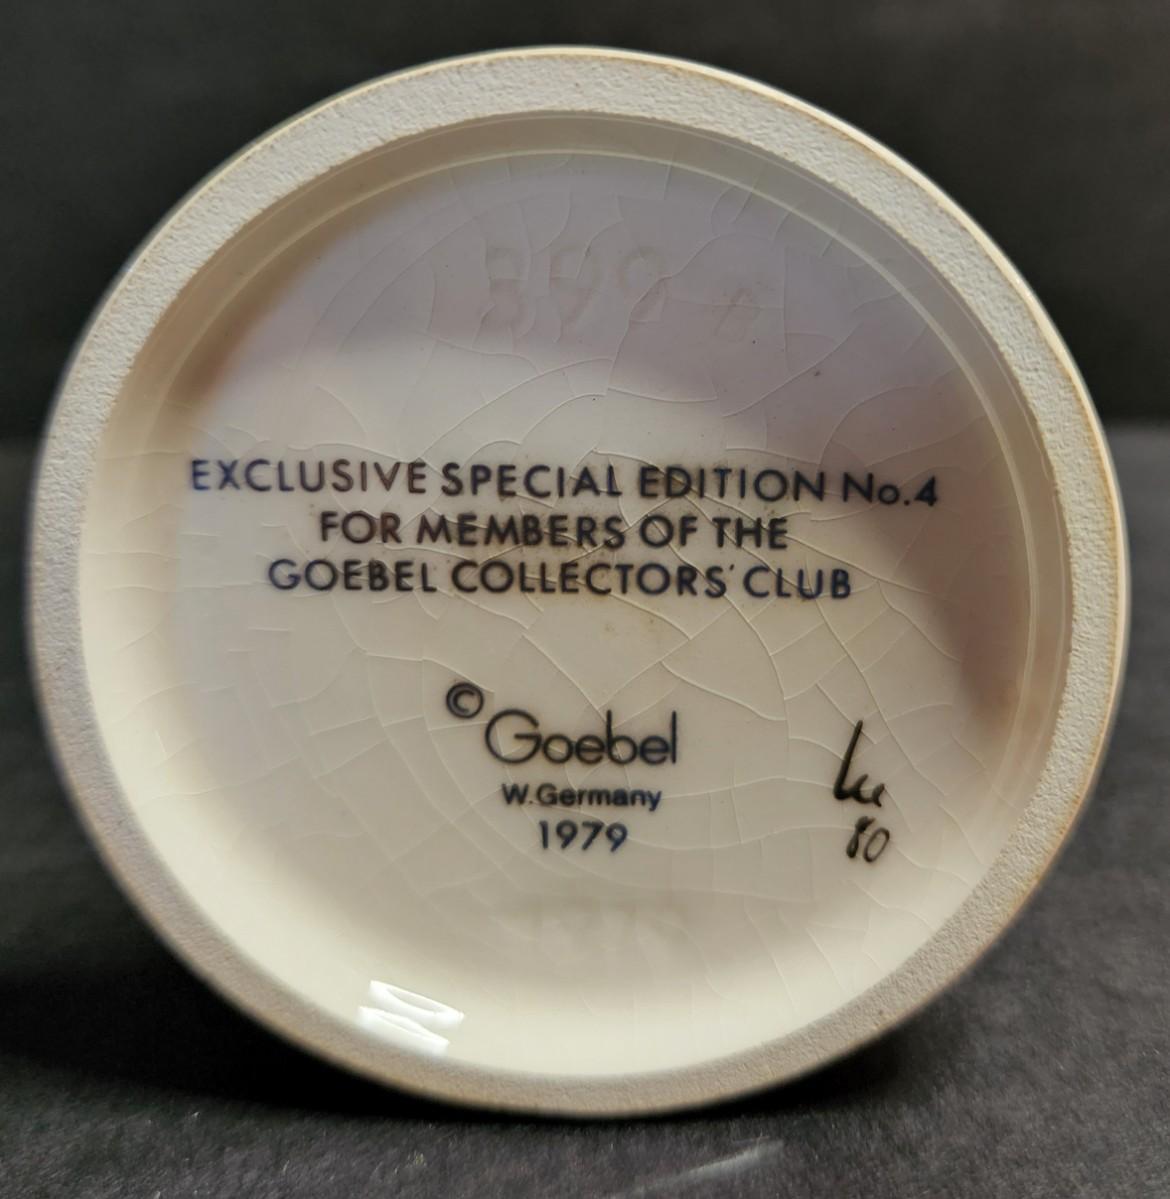 EXCLUSIVE SPECIAL EDITION No.4
FOR MEMBERS OF THE
GOEBEL COLLECTORS' CLUB
© Goebel
W. Germany
1979
80